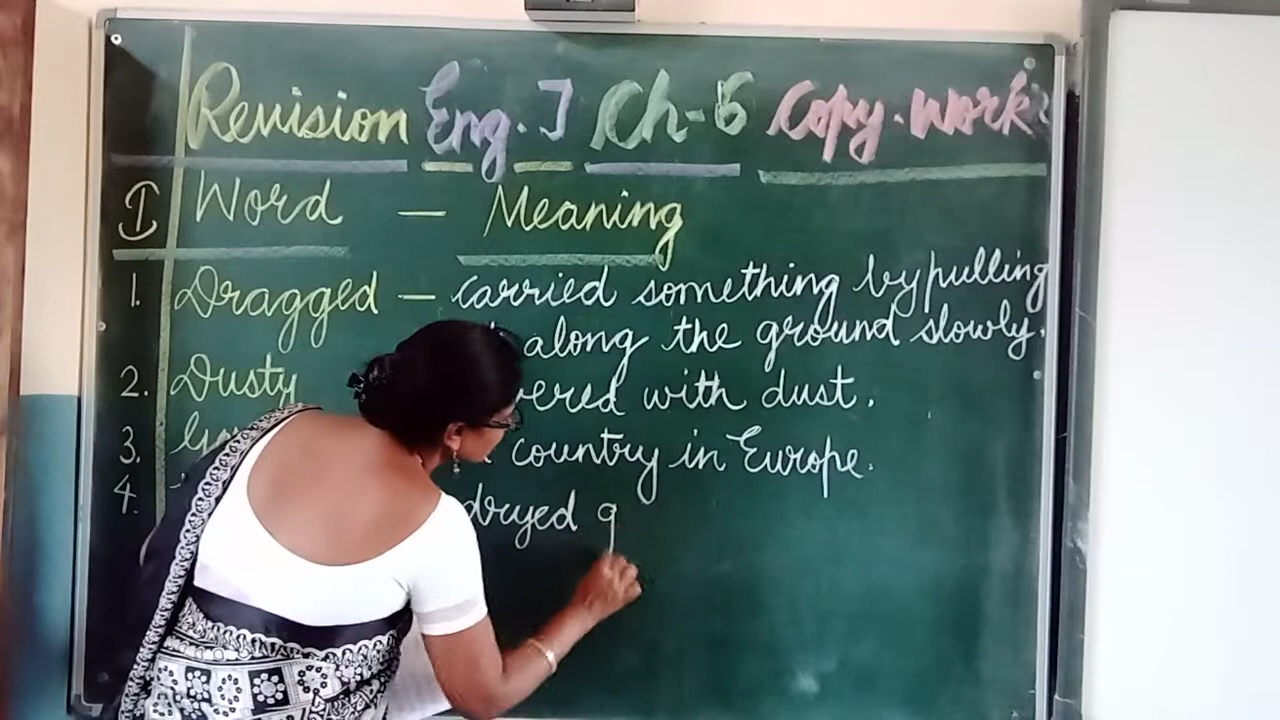 Revision Eng. I Ch-6 Copy. Work
I Word — Meaning
1. Dragged — carried something by pulling
along the ground slowly.
2. Dusty with dust.
3. country in Europe.
4. dryed g